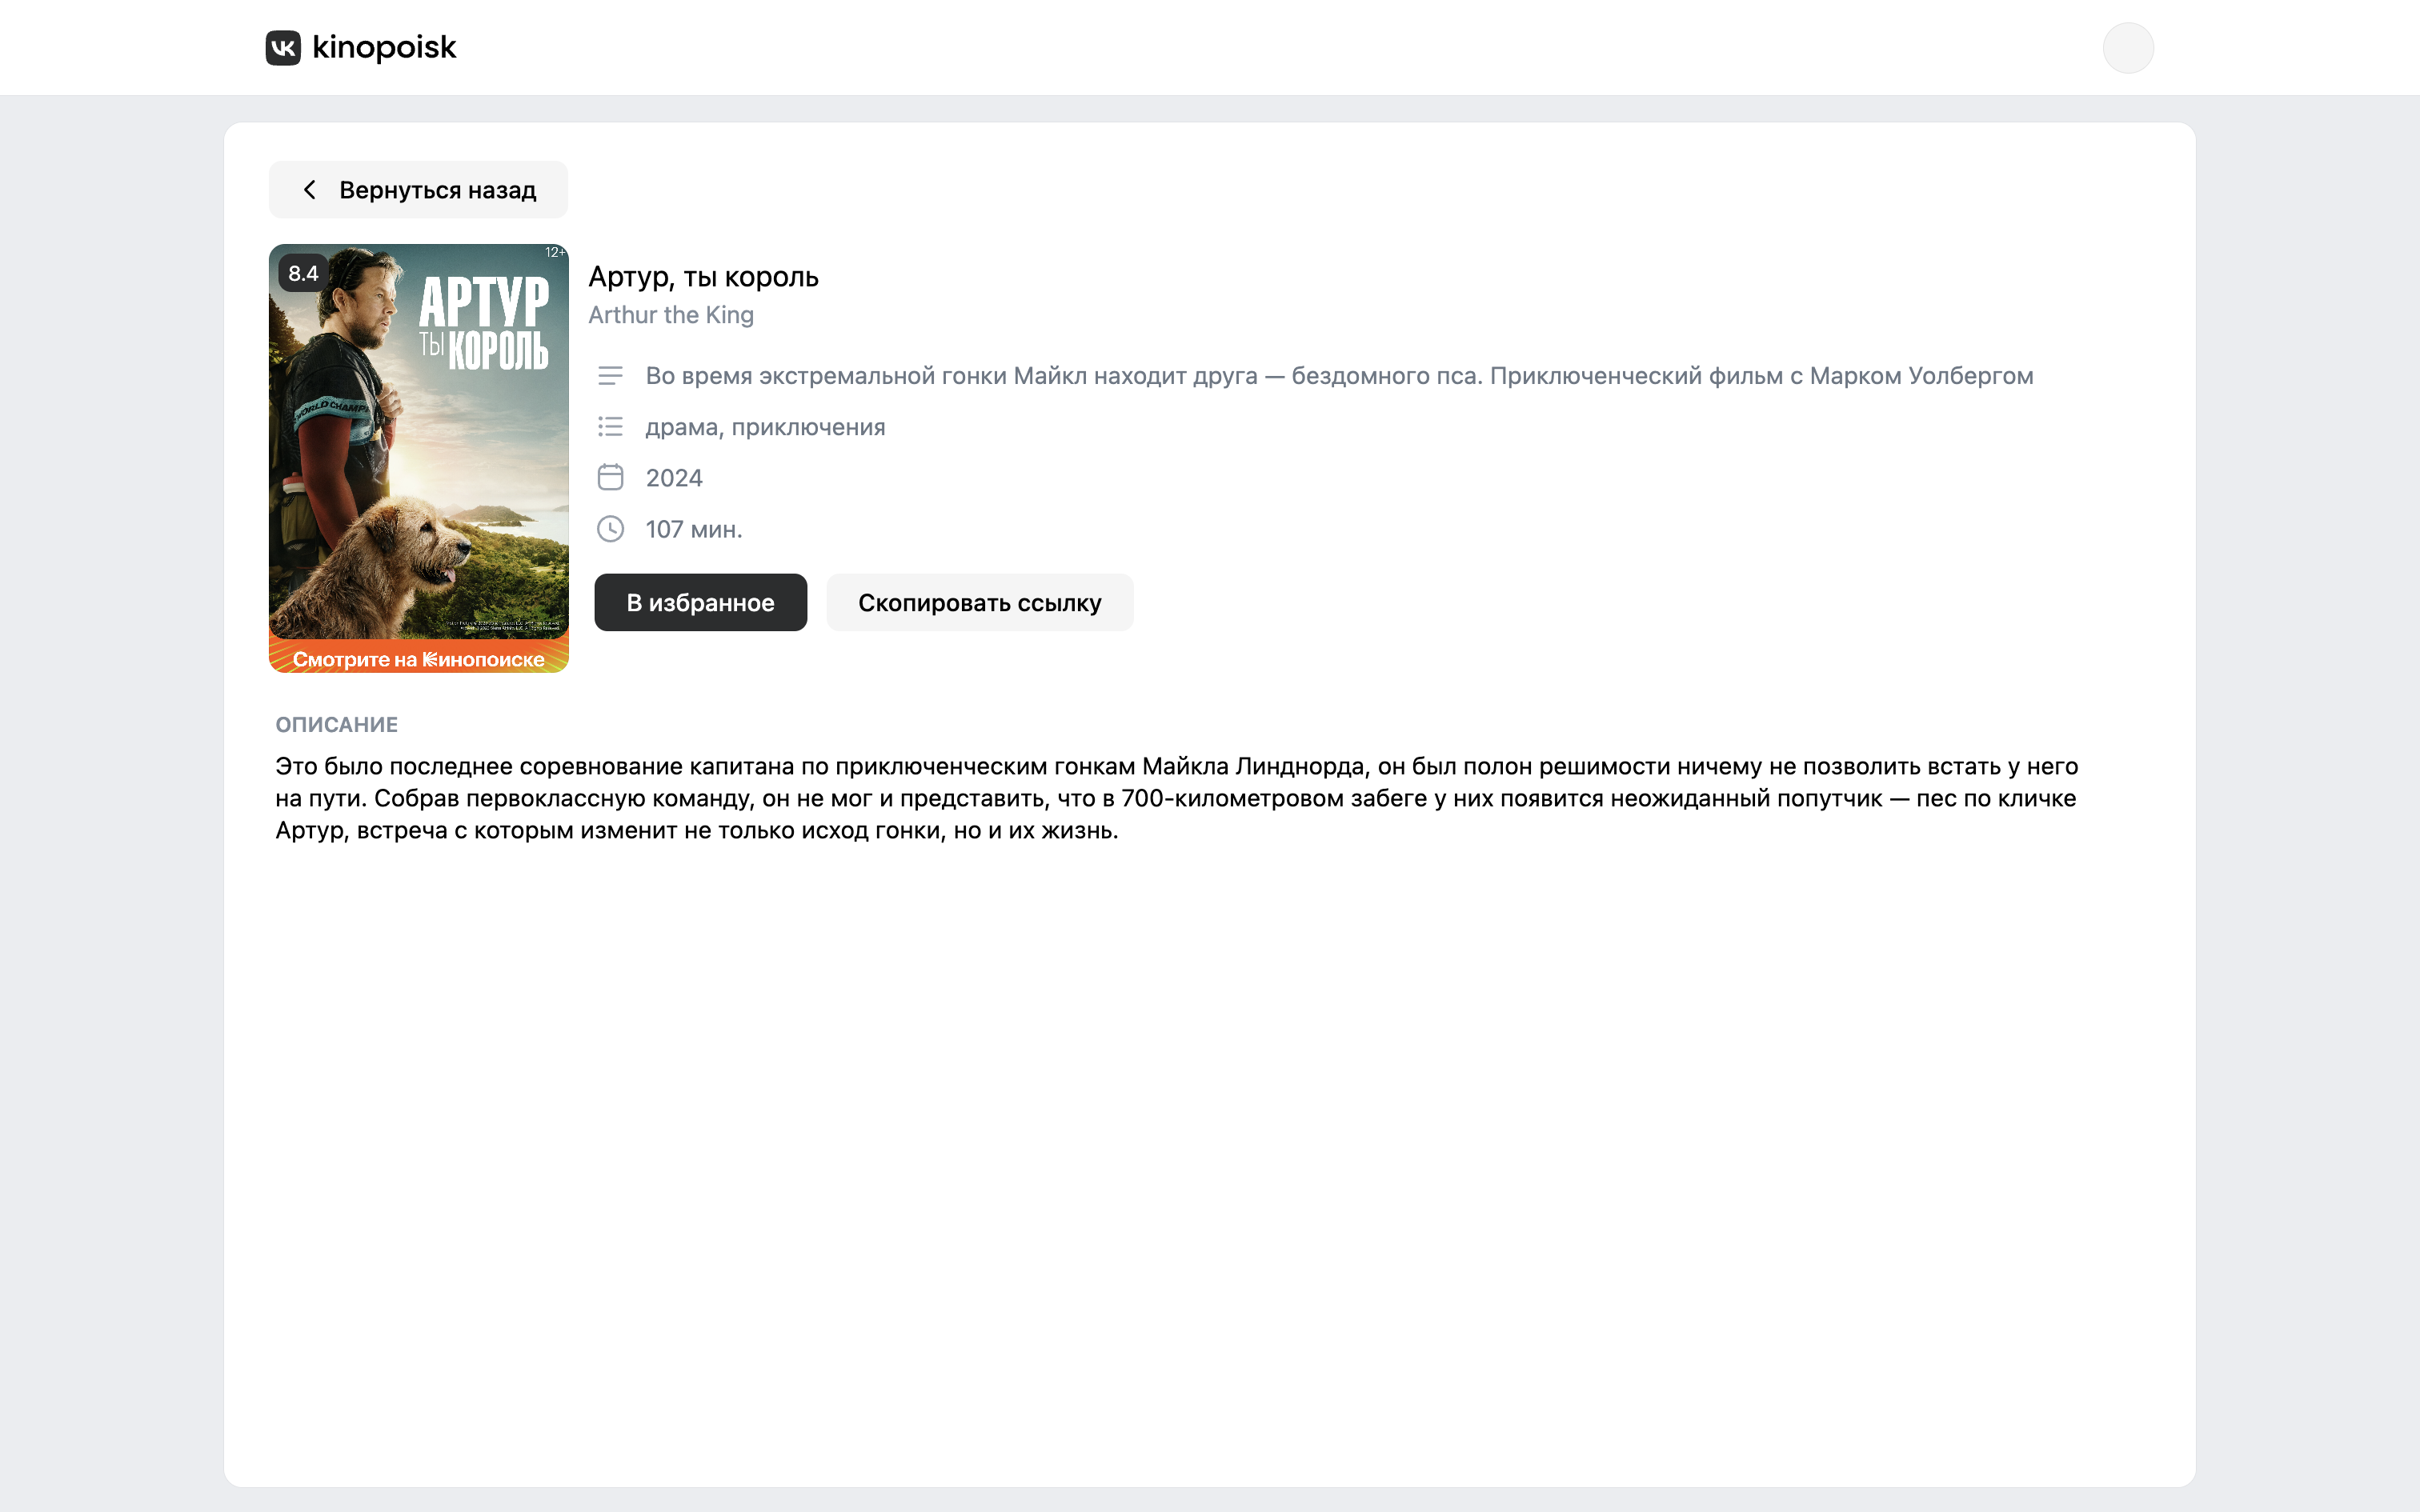 kinopoisk
Вернуться назад
8.4
12+
АРТУР
ТЫ КОРОЛЬ
WORLD CHAMP
Смотрите на Кинопоиске
Артур, ты король
Arthur the King
Во время экстремальной гонки Майкл находит друга — бездомного пса. Приключенческий фильм с Марком Уолбергом
драма, приключения
2024
107 мин.
В избранное
Скопировать ссылку
ОПИСАНИЕ
Это было последнее соревнование капитана по приключенческим гонкам Майкла Линднорда, он был полон решимости ничему не позволить встать у него
на пути. Собрав первоклассную команду, он не мог и представить, что в 700-километровом забеге у них появится неожиданный попутчик — пес по кличке
Артур, встреча с которым изменит не только исход гонки, но и их жизнь.